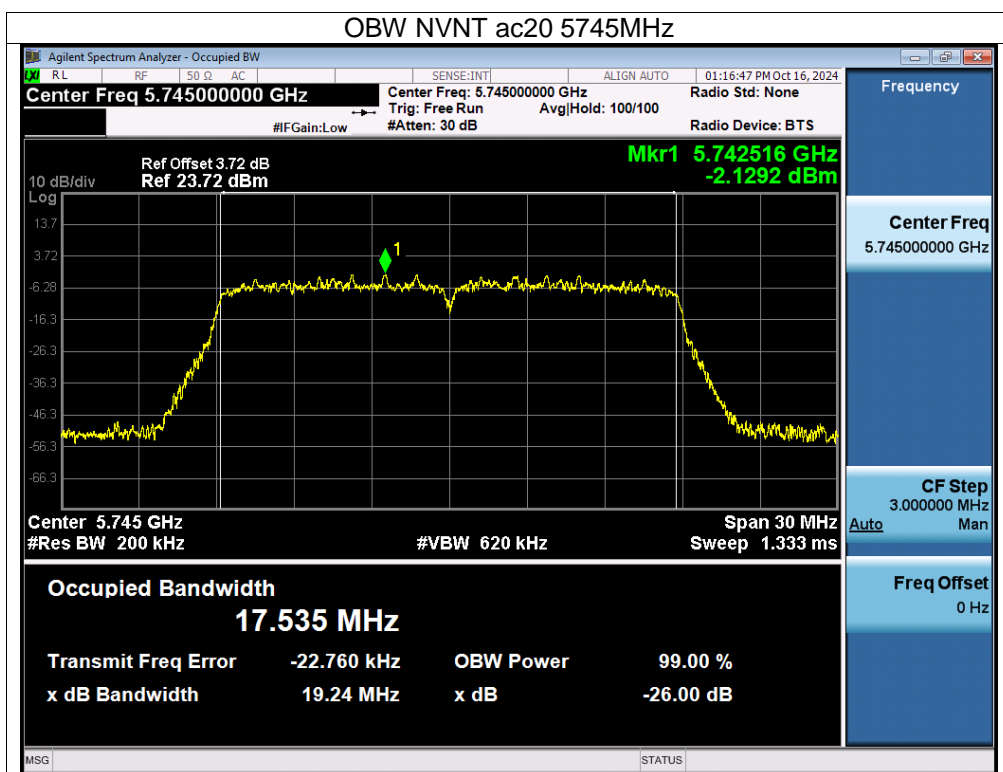 OBW NVNT ac20 5745MHz
Agilent Spectrum Analyzer - Occupied BW
LXI RL RF 50 Ω AC SENSE:INT ALIGN AUTO 01:16:47 PM Oct 16, 2024
Center Freq 5.745000000 GHz
Center Freq: 5.745000000 GHz
Radio Std: None
Trig: Free Run Avg|Hold: 100/100
#IFGain:Low #Atten: 30 dB Radio Device: BTS
Mkr1 5.742516 GHz
-2.1292 dBm
Ref Offset 3.72 dB
10 dB/div Ref 23.72 dBm
Log
13.7
1
3.72
-6.28
-16.3
-26.3
-36.3
-46.3
-56.3
-66.3
Center 5.745 GHz Span 30 MHz
#Res BW 200 kHz #VBW 620 kHz Sweep 1.333 ms
Occupied Bandwidth
17.535 MHz
Transmit Freq Error -22.760 kHz OBW Power 99.00 %
x dB Bandwidth 19.24 MHz x dB -26.00 dB
Frequency
Center Freq
5.745000000 GHz
CF Step
3.000000 MHz
Auto Man
Freq Offset
0 Hz
MSG STATUS